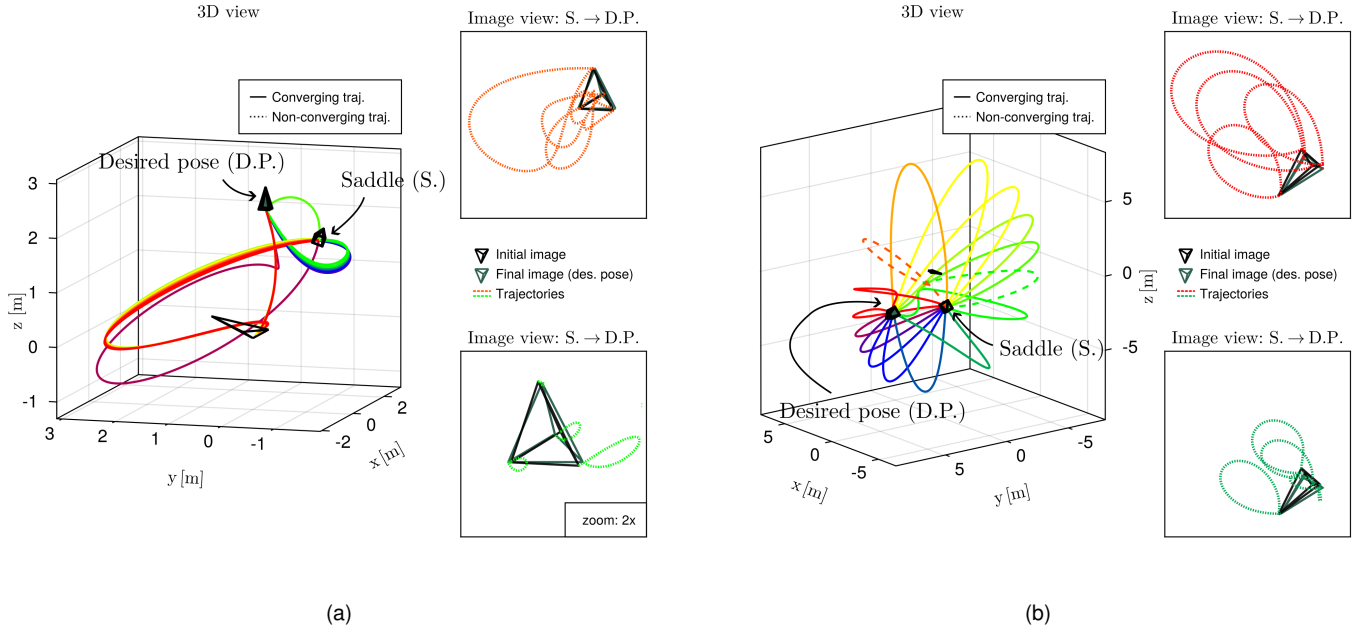 3D view
Image view: S. → D.P.
Converging traj.
Non-converging traj.
Desired pose (D.P.)
Saddle (S.)
3
2
1
0
-1
z [m]
3
2
1
0
-1
y [m]
-2
0
2
x [m]
Initial image
Final image (des. pose)
Trajectories
Image view: S. → D.P.
zoom: 2x
(a)
3D view
Image view: S. → D.P.
Converging traj.
Non-converging traj.
5
0
-5
z [m]
Saddle (S.)
Desired pose (D.P.)
5
0
-5
x [m]
5
0
-5
y [m]
Initial image
Final image (des. pose)
Trajectories
Image view: S. → D.P.
(b)